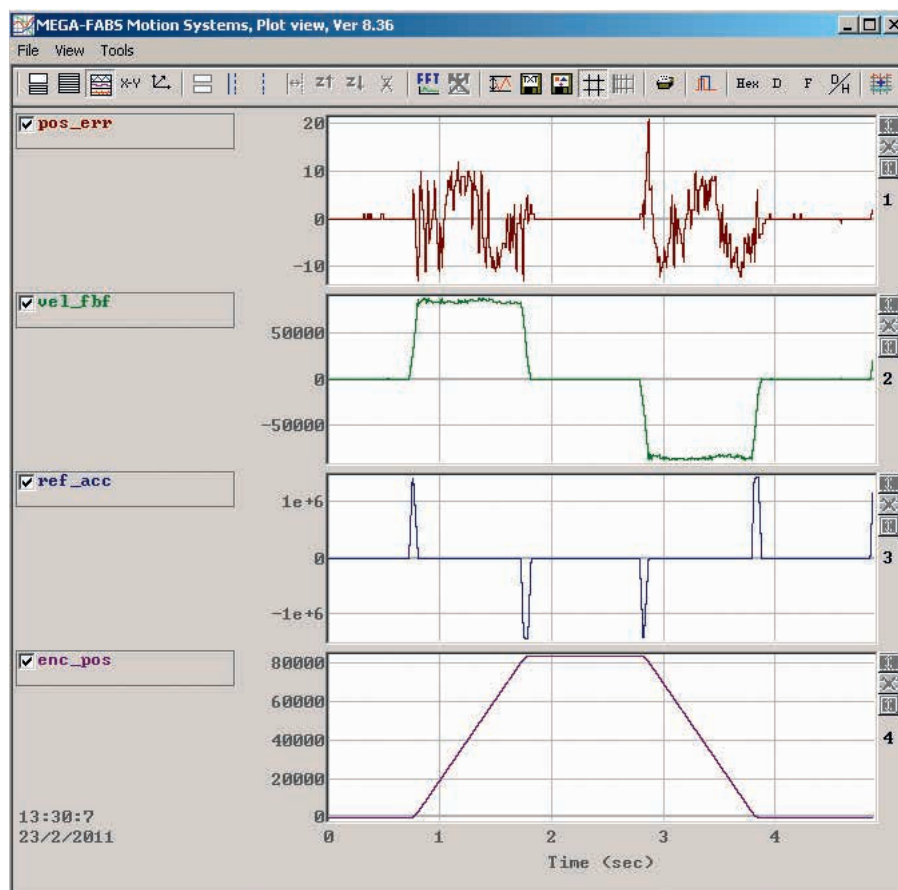 MEGA-FABS Motion Systems, Plot view, Ver 8.36
File View Tools
X-Y Z↑ Z↓ FFT TXT Hex D F D/H
pos_err
20
10
0
-10
1
vel_fbf
50000
0
-50000
2
ref_acc
1e+6
0
-1e+6
3
enc_pos
80000
60000
40000
20000
0
4
13:30:7
23/2/2011
0 1 2 3 4
Time (sec)